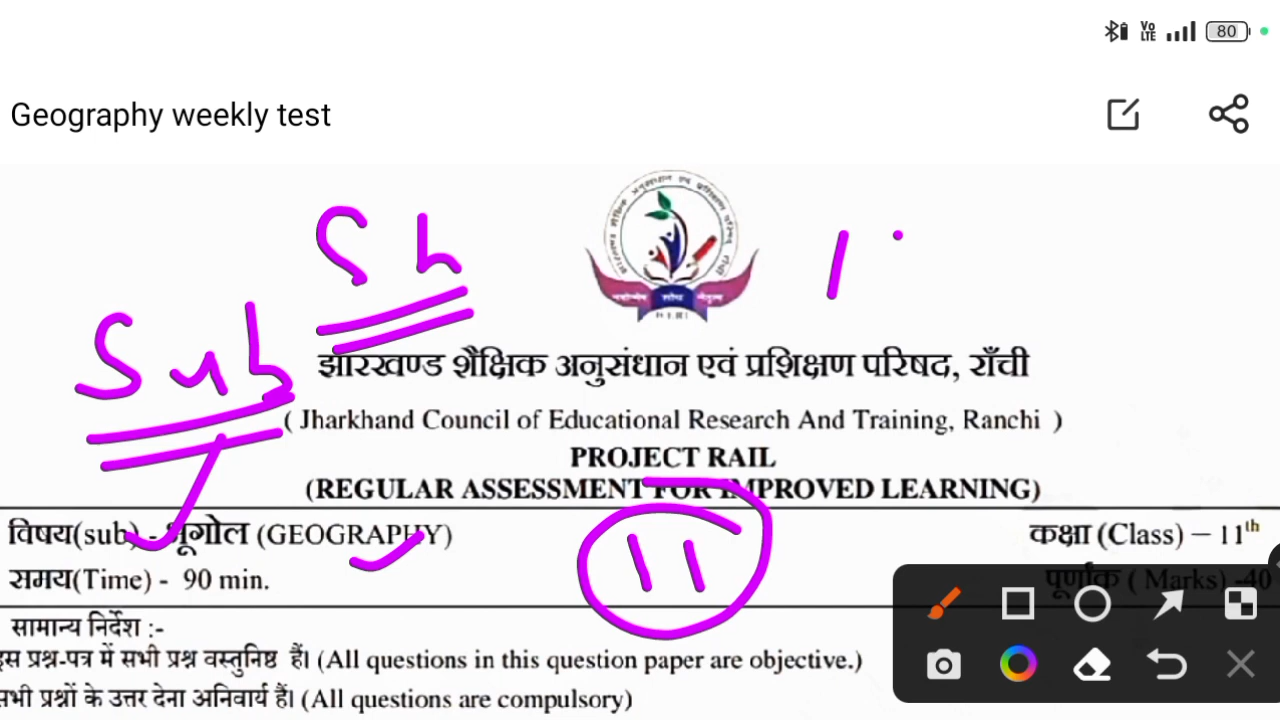 Vo LTE 80
Geography weekly test
Sh
Sub
झारखण्ड शैक्षिक अनुसंधान एवं प्रशिक्षण परिषद, राँची
( Jharkhand Council of Educational Research And Training, Ranchi )
PROJECT RAIL
(REGULAR ASSESSMENT FOR IMPROVED LEARNING)
विषय(sub) - भूगोल (GEOGRAPHY)
11
कक्षा (Class) – 11th
समय(Time) - 90 min.
पूर्णांक ( Marks) -40
सामान्य निर्देश :-
इस प्रश्न-पत्र में सभी प्रश्न वस्तुनिष्ठ हैं। (All questions in this question paper are objective.)
सभी प्रश्नों के उत्तर देना अनिवार्य हैं। (All questions are compulsory)